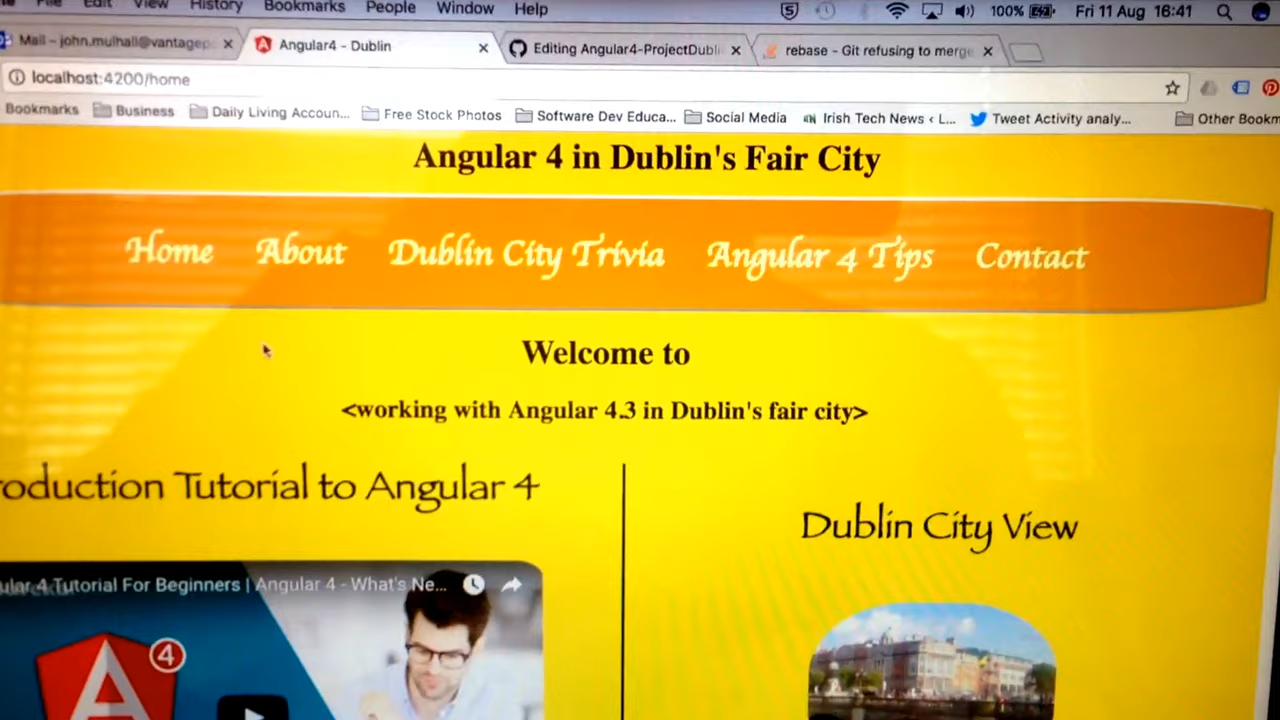 Edit View History Bookmarks People Window Help 100% Fri 11 Aug 16:41
Mail – john.mulhall@vantagep Angular4 - Dublin Editing Angular4-ProjectDubli rebase - Git refusing to merge
localhost:4200/home
Bookmarks Business Daily Living Accoun... Free Stock Photos Software Dev Educa... Social Media Irish Tech News ‹ L... Tweet Activity analy... Other Bookm
Angular 4 in Dublin's Fair City
Home About Dublin City Trivia Angular 4 Tips Contact
Welcome to
<working with Angular 4.3 in Dublin's fair city>
roduction Tutorial to Angular 4
Dublin City View
ular 4 Tutorial For Beginners | Angular 4 - What's Ne...
A 4